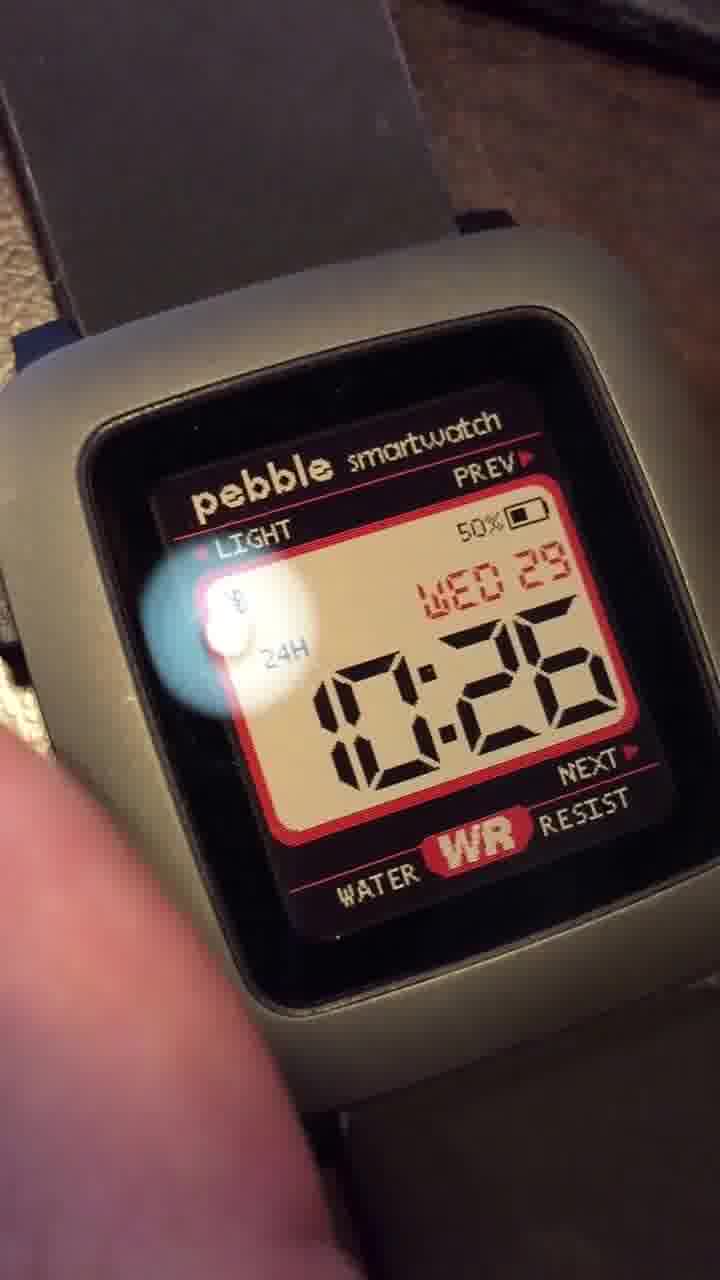 pebble smartwatch
PREV
LIGHT
50%
WED 29
24H
10:26
NEXT
WATER WR RESIST